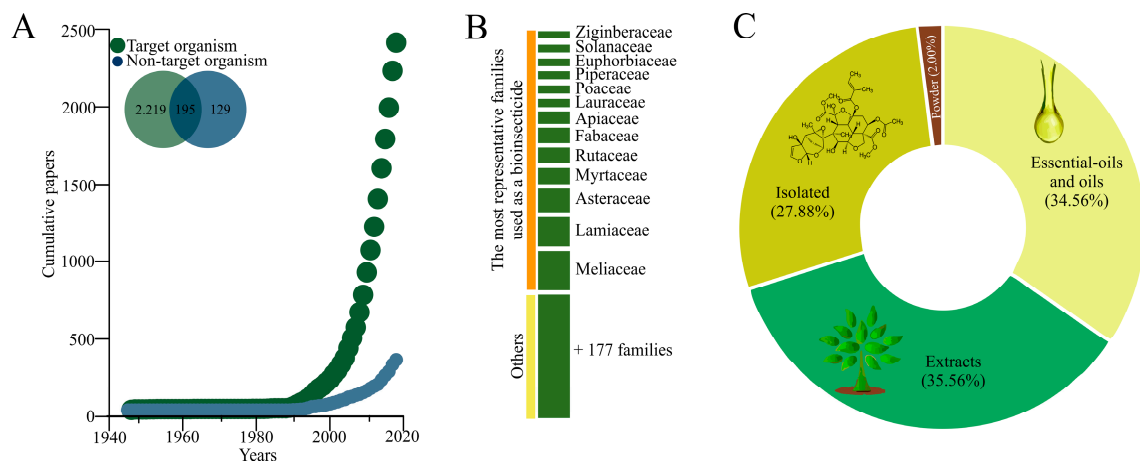 A
Cumulative papers
2500
2000
1500
1000
500
0
1940
1960
1980
2000
2020
Years
Target organism
Non-target organism
2.219
195
129
B
The most representative families
used as a bioinsecticide
Others
Ziginberaceae
Solanaceae
Euphorbiaceae
Piperaceae
Poaceae
Lauraceae
Apiaceae
Fabaceae
Rutaceae
Myrtaceae
Asteraceae
Lamiaceae
Meliaceae
+ 177 families
C
Powder (2.00%)
Essential-oils
and oils
(34.56%)
Isolated
(27.88%)
Extracts
(35.56%)